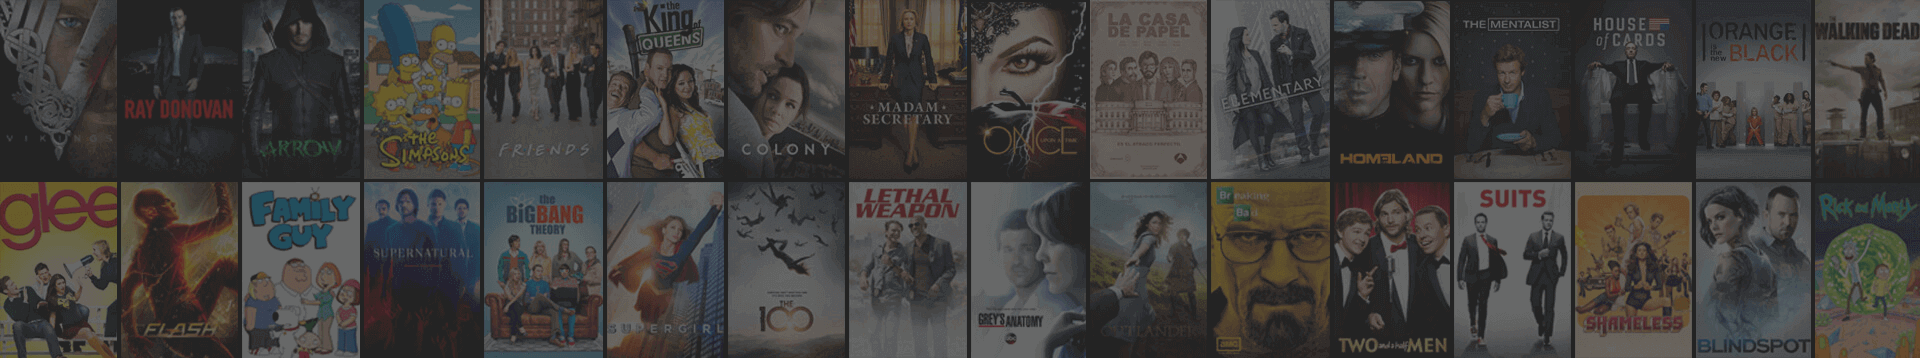 VIKINGS
RAY DONOVAN
ARROW
the
SIMPSONS
FRIENDS
the
King of
QUEENS
COLONY
MADAM
SECRETARY
ONCE
UPON A TIME
LA CASA
DE PAPEL
ELEMENTARY
HOMELAND
THE MENTALIST
HOUSE
of CARDS
ORANGE
is the new
BLACK
THE
WALKING DEAD
glee
FLASH
FAMILY
GUY
SUPERNATURAL
the
BIG BANG
THEORY
SUPERGIRL
THE
100
LETHAL
WEAPON
GREY'S ANATOMY
abc
OUTLANDER
Breaking
Bad
amc
TWO and a half MEN
SUITS
SHAMELESS
BLINDSPOT
Rick and Morty